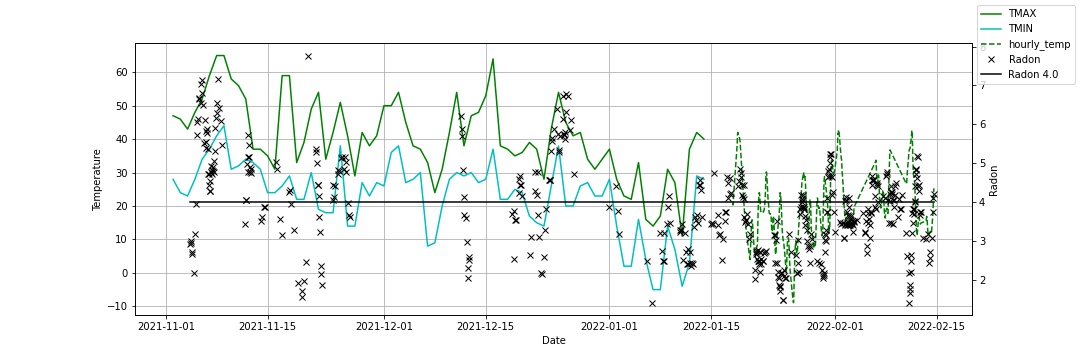 TMAX
TMIN
hourly_temp
Radon
Radon 4.0
60
50
40
30
20
10
0
−10
Temperature
8
7
6
5
4
3
2
Radon
2021-11-01
2021-11-15
2021-12-01
2021-12-15
2022-01-01
2022-01-15
2022-02-01
2022-02-15
Date